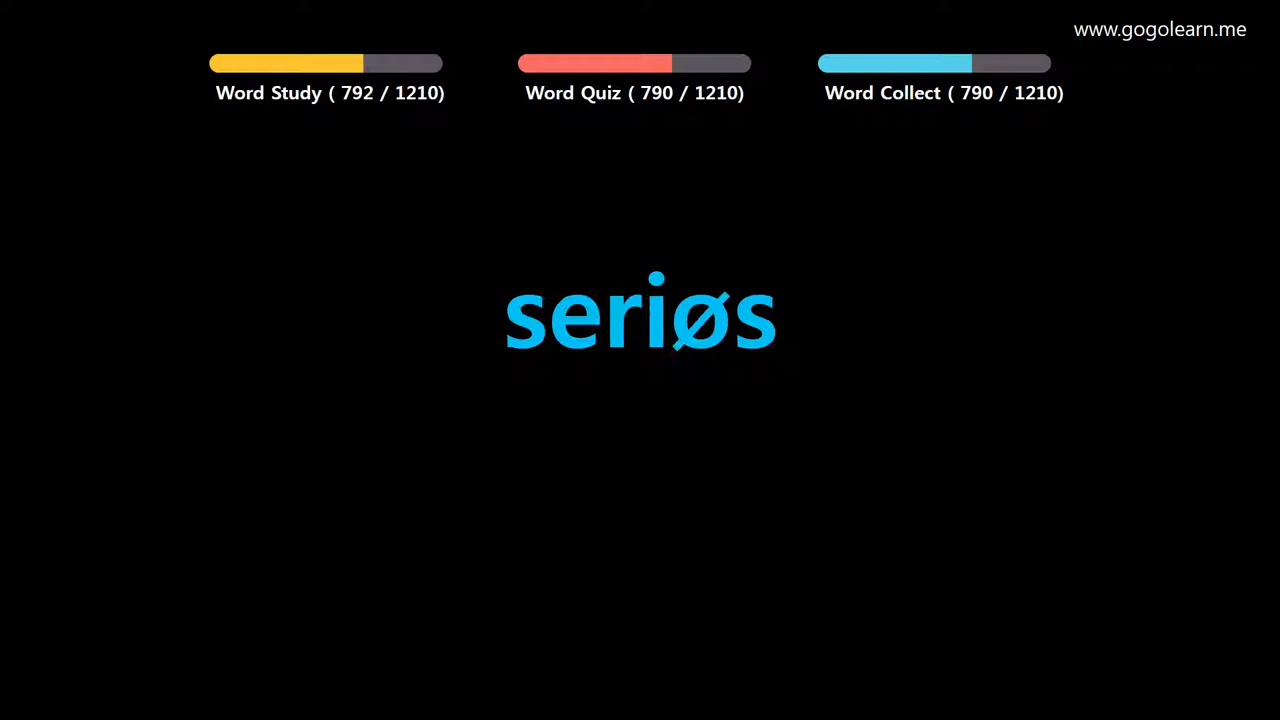 www.gogolearn.me
Word Study ( 792 / 1210)
Word Quiz ( 790 / 1210)
Word Collect ( 790 / 1210)
seriøs